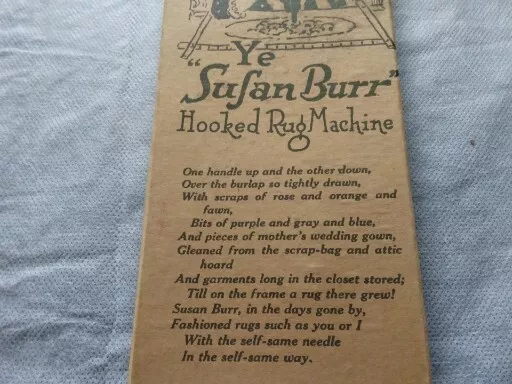 Ye
"Susan Burr"
Hooked Rug Machine
One handle up and the other down,
Over the burlap so tightly drawn,
With scraps of rose and orange and
fawn,
Bits of purple and gray and blue,
And pieces of mother's wedding gown,
Gleaned from the scrap-bag and attic
hoard
And garments long in the closet stored;
Till on the frame a rug there grew!
Susan Burr, in the days gone by,
Fashioned rugs such as you or I
With the self-same needle
In the self-same way.